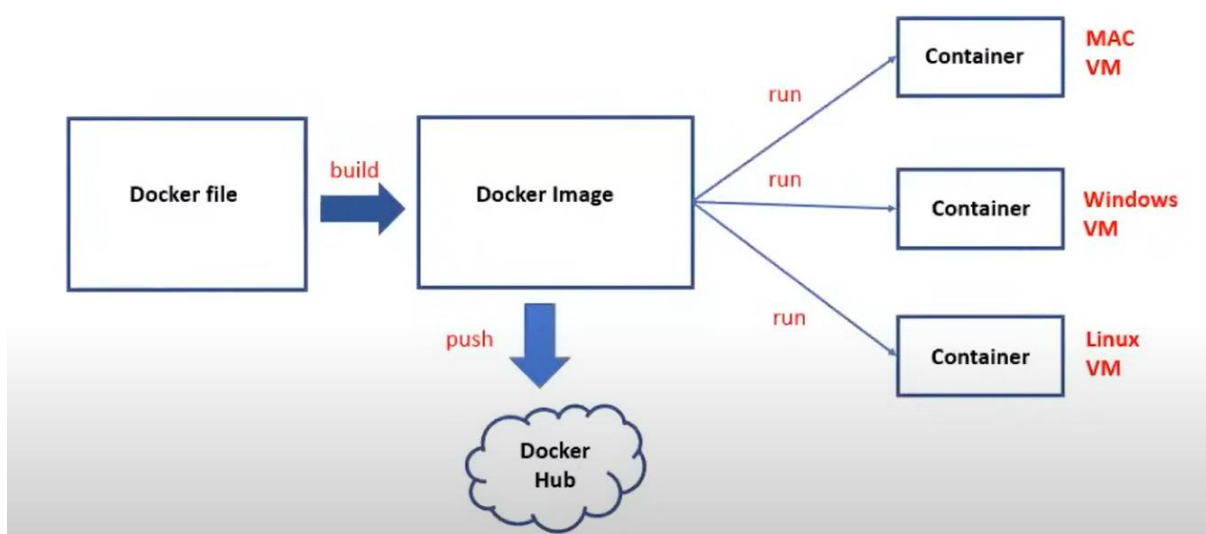 Docker file
build
Docker Image
push
Docker
Hub
run
Container
MAC
VM
run
Container
Windows
VM
run
Container
Linux
VM